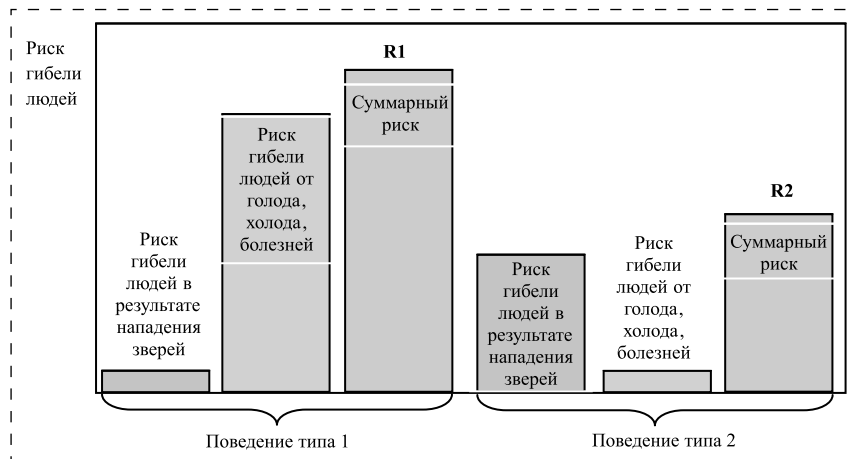 Риск
гибели
людей
R1
Суммарный
риск
Риск
гибели
людей от
голода,
холода,
болезней
Риск
гибели
людей в
результате
нападения
зверей
R2
Суммарный
риск
Риск
гибели
людей в
результате
нападения
зверей
Риск
гибели
людей от
голода,
холода,
болезней
Поведение типа 1
Поведение типа 2